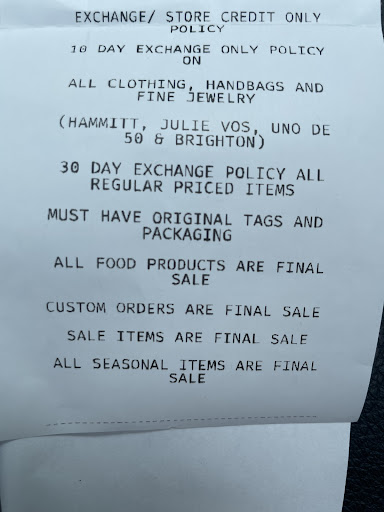 EXCHANGE/ STORE CREDIT ONLY
POLICY
10 DAY EXCHANGE ONLY POLICY
ON
ALL CLOTHING, HANDBAGS AND
FINE JEWELRY
(HAMMITT, JULIE VOS, UNO DE
50 & BRIGHTON)
30 DAY EXCHANGE POLICY ALL
REGULAR PRICED ITEMS
MUST HAVE ORIGINAL TAGS AND
PACKAGING
ALL FOOD PRODUCTS ARE FINAL
SALE
CUSTOM ORDERS ARE FINAL SALE
SALE ITEMS ARE FINAL SALE
ALL SEASONAL ITEMS ARE FINAL
SALE